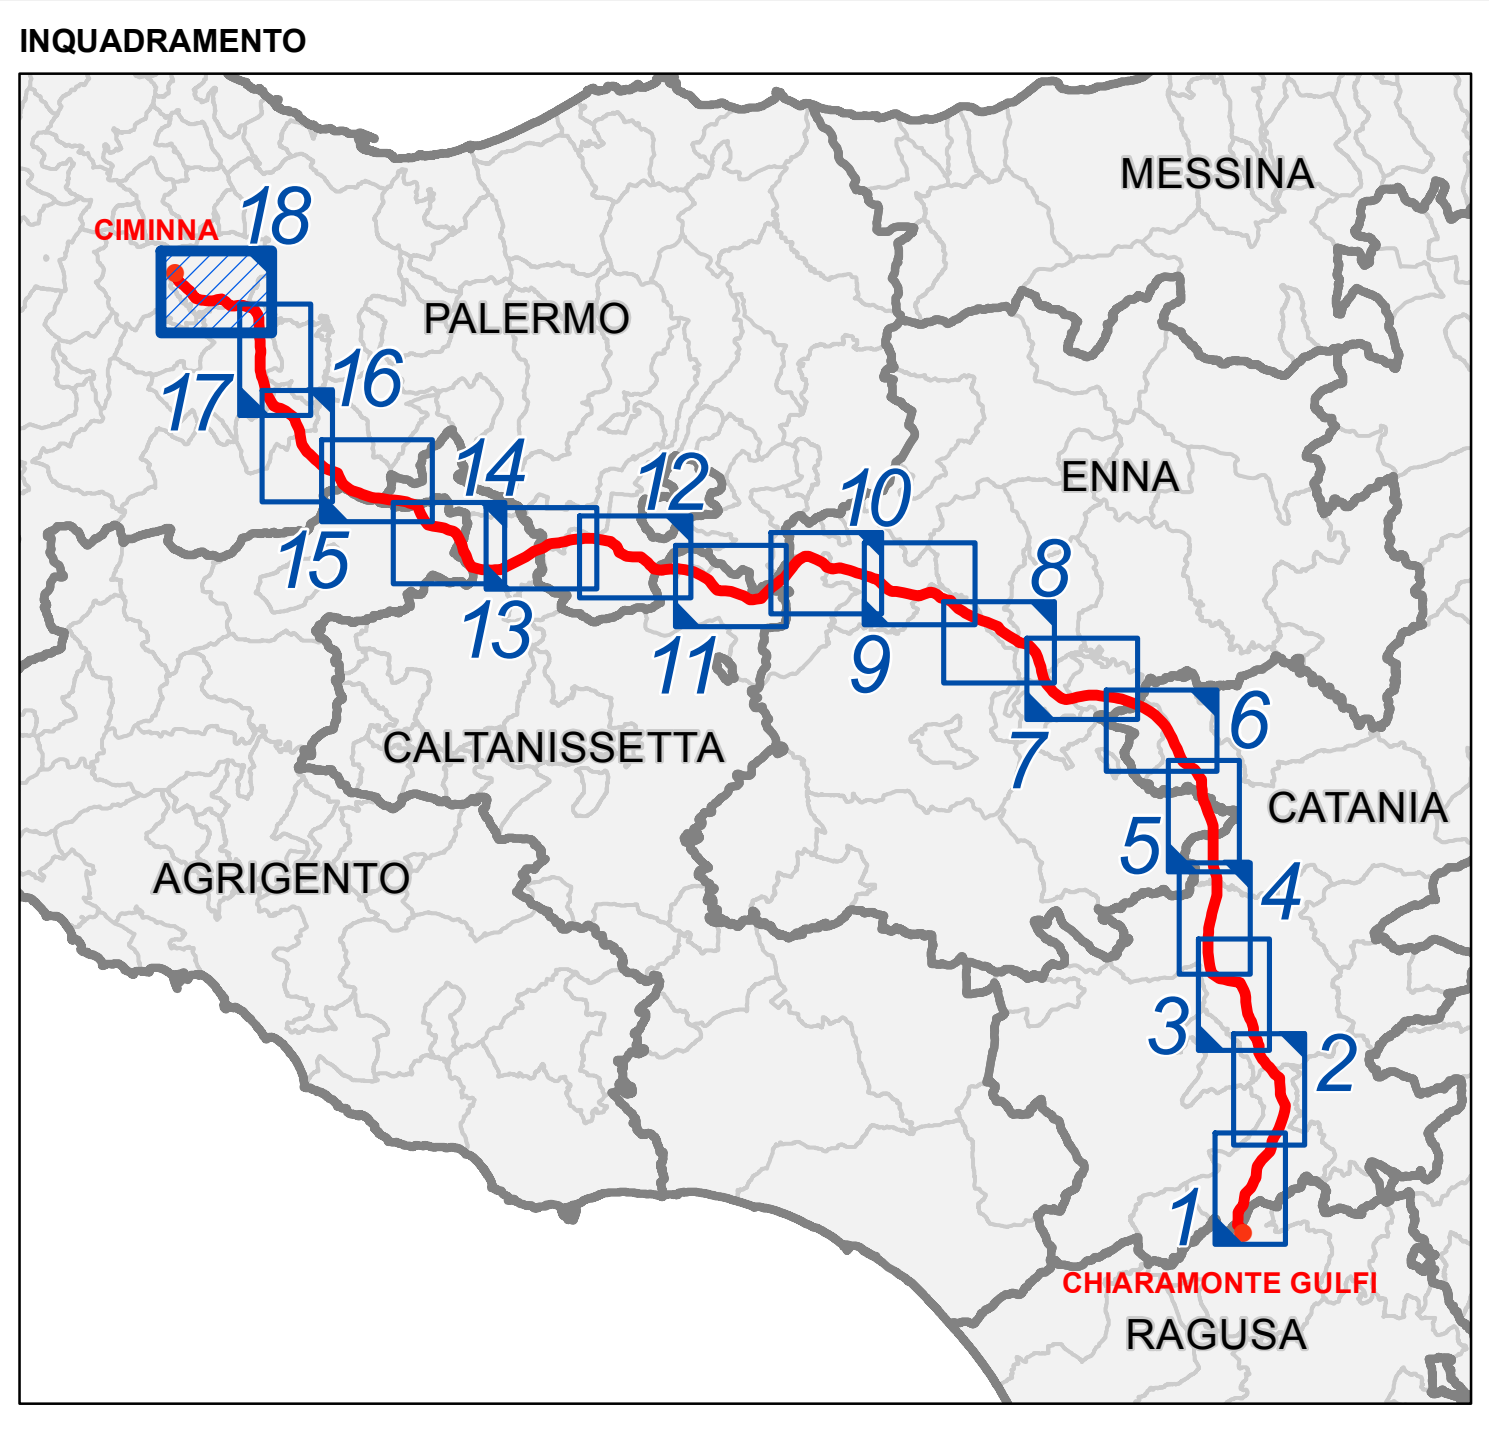 INQUADRAMENTO
MESSINA
18
CIMINNA
PALERMO
16
17
14
12
ENNA
10
15
8
13
11
9
6
CALTANISSETTA
7
CATANIA
5
AGRIGENTO
4
3
2
1
CHIARAMONTE GULFI
RAGUSA